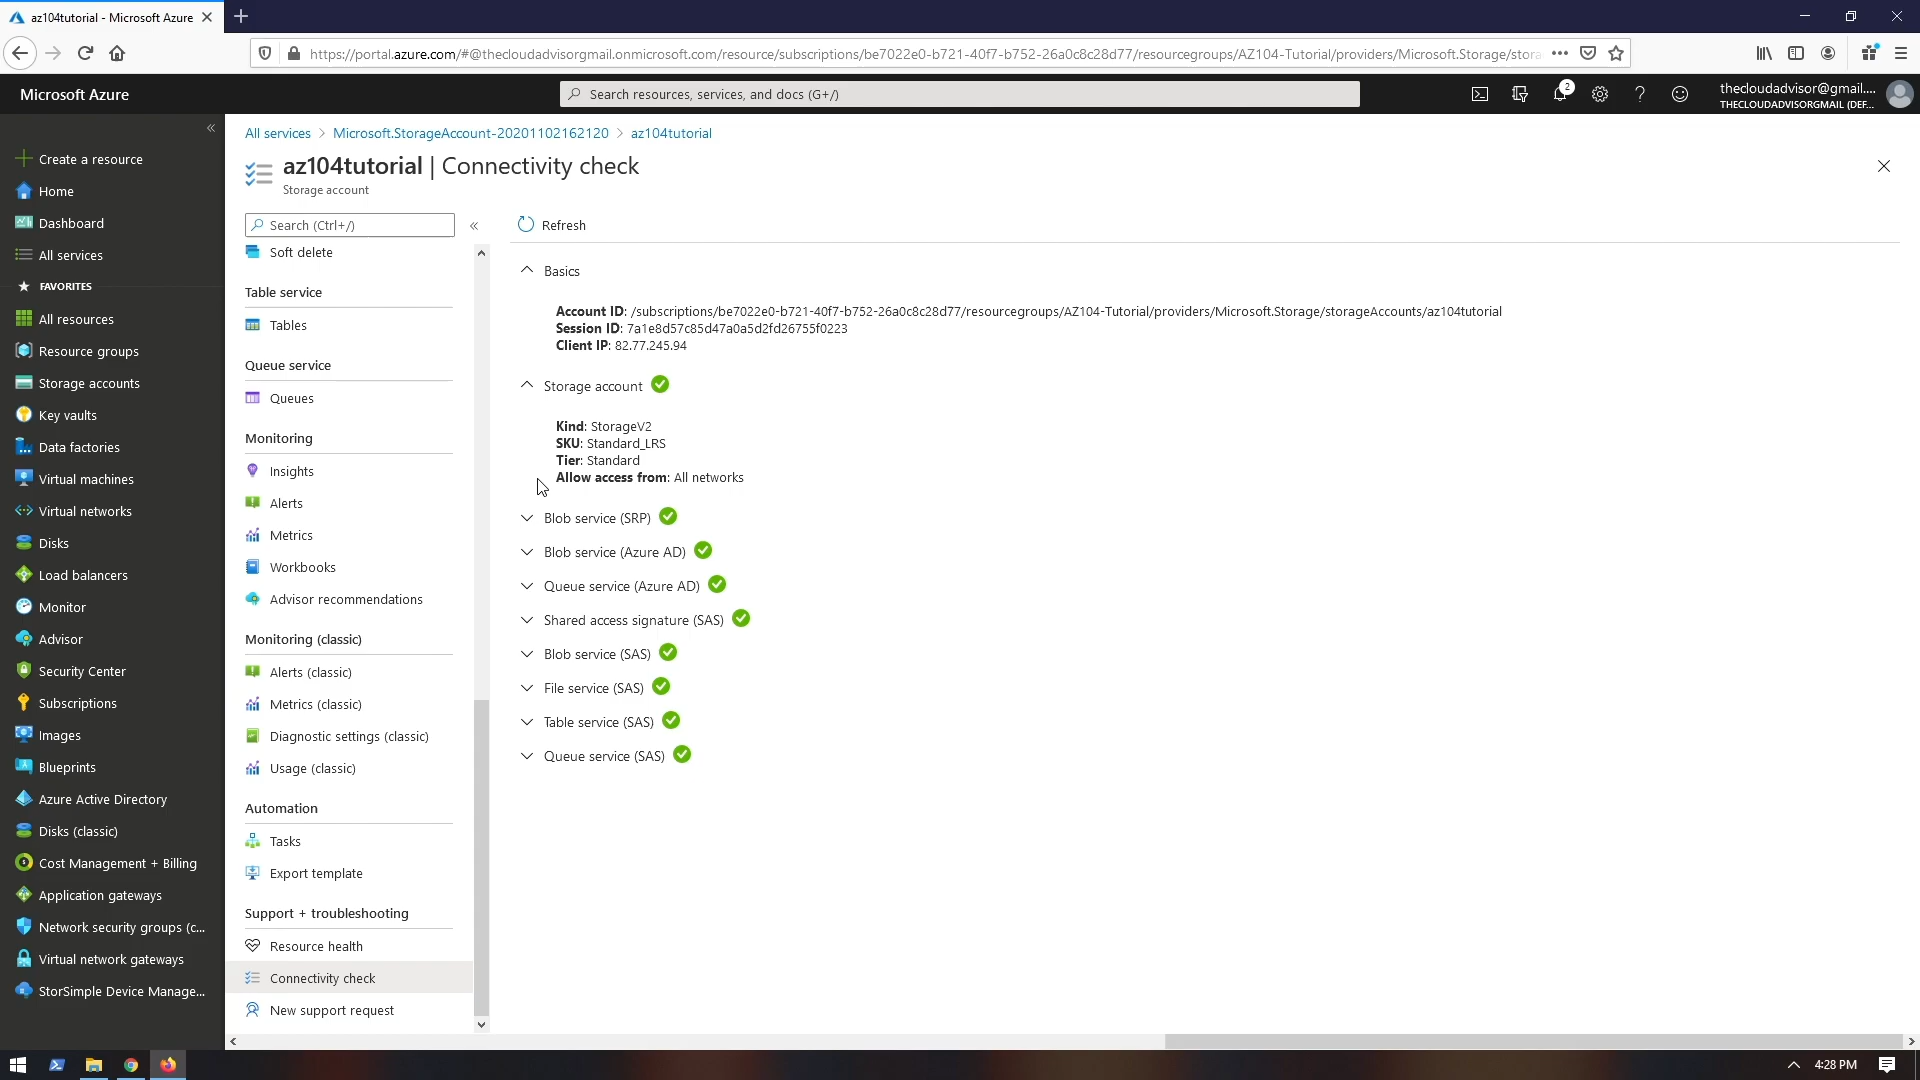 az104tutorial - Microsoft Azure
https://portal.azure.com/#@thecloudadvisorgmail.onmicrosoft.com/resource/subscriptions/be7022e0-b721-40f7-b752-26a0c8c28d77/resourcegroups/AZ104-Tutorial/providers/Microsoft.Storage/stora
Microsoft Azure
Search resources, services, and docs (G+/)
2
thecloudadvisor@gmail....
THECLOUDADVISORGMAIL (DEF...
Create a resource
Home
Dashboard
All services
FAVORITES
All resources
Resource groups
Storage accounts
Key vaults
Data factories
Virtual machines
Virtual networks
Disks
Load balancers
Monitor
Advisor
Security Center
Subscriptions
Images
Blueprints
Azure Active Directory
Disks (classic)
Cost Management + Billing
Application gateways
Network security groups (c...
Virtual network gateways
StorSimple Device Manage...
All services > Microsoft.StorageAccount-20201102162120 > az104tutorial
az104tutorial | Connectivity check
Storage account
Search (Ctrl+/)
Soft delete
Table service
Tables
Queue service
Queues
Monitoring
Insights
Alerts
Metrics
Workbooks
Advisor recommendations
Monitoring (classic)
Alerts (classic)
Metrics (classic)
Diagnostic settings (classic)
Usage (classic)
Automation
Tasks
Export template
Support + troubleshooting
Resource health
Connectivity check
New support request
Refresh
Basics
Account ID: /subscriptions/be7022e0-b721-40f7-b752-26a0c8c28d77/resourcegroups/AZ104-Tutorial/providers/Microsoft.Storage/storageAccounts/az104tutorial
Session ID: 7a1e8d57c85d47a0a5d2fd26755f0223
Client IP: 82.77.245.94
Storage account
Kind: StorageV2
SKU: Standard_LRS
Tier: Standard
Allow access from: All networks
Blob service (SRP)
Blob service (Azure AD)
Queue service (Azure AD)
Shared access signature (SAS)
Blob service (SAS)
File service (SAS)
Table service (SAS)
Queue service (SAS)
4:28 PM